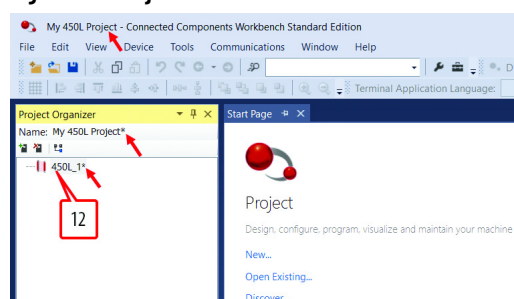 My 450L Project - Connected Components Workbench Standard Edition
File Edit View Device Tools Communications Window Help
Terminal Application Language:
Project Organizer
Start Page
Name: My 450L Project*
450L_1*
12
Project
Design, configure, program, visualize and maintain your machine
New...
Open Existing...